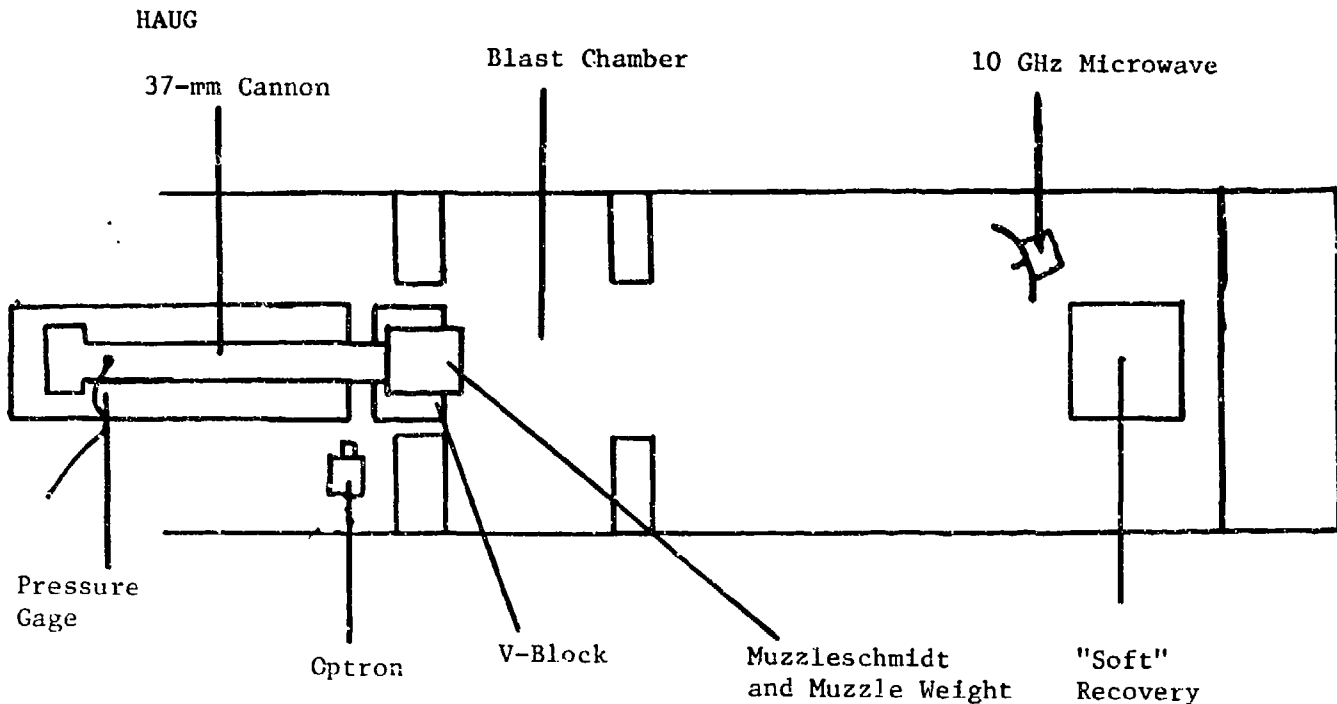 HAUG
Blast Chamber
10 GHz Microwave
37-mm Cannon
Pressure
Gage
Optron
V-Block
Muzzleschmidt
and Muzzle Weight
"Soft"
Recovery